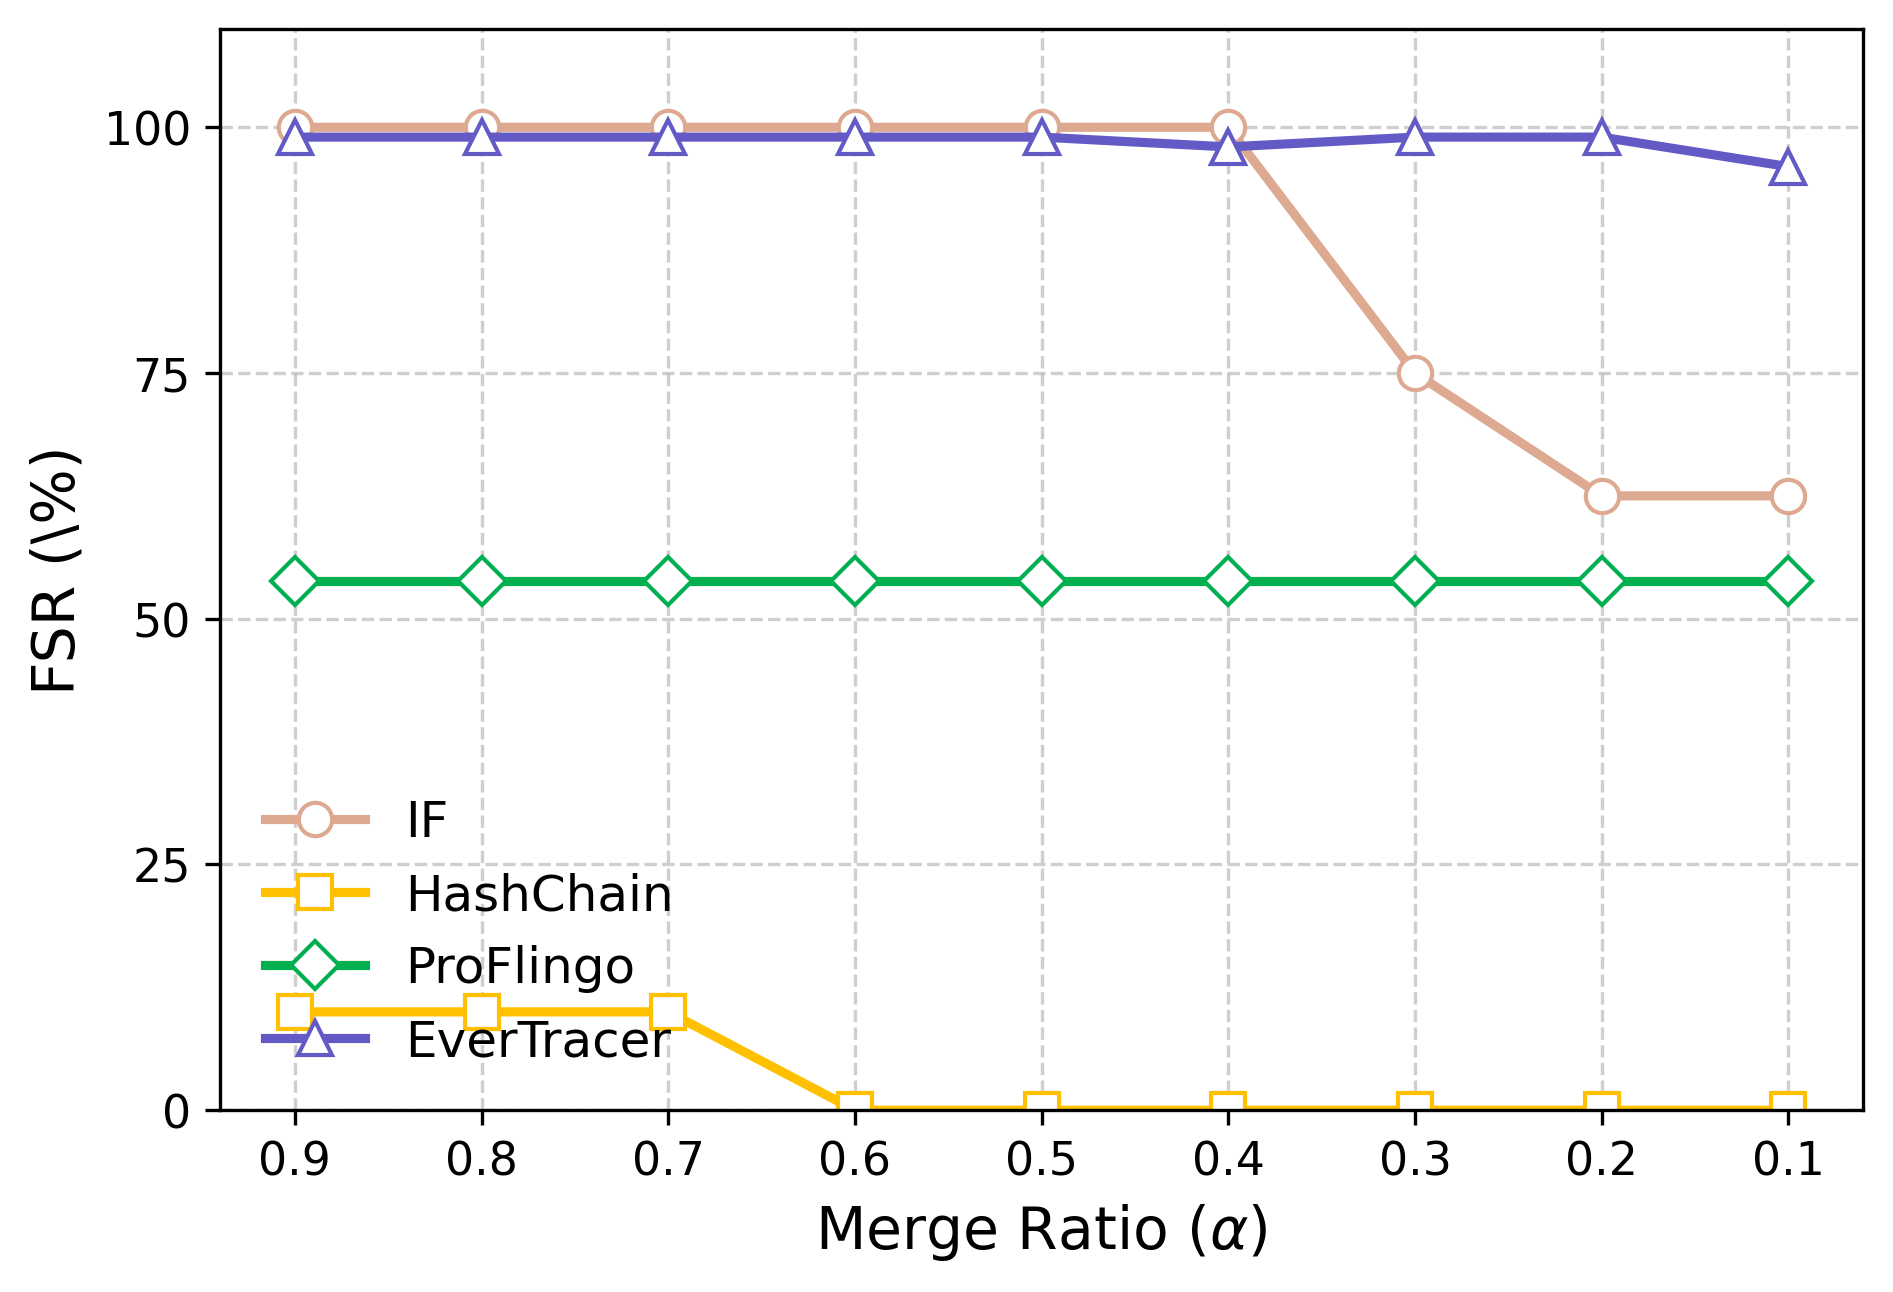 100
75
50
25
0
FSR (\%)
IF
HashChain
ProFlingo
EverTracer
0.9 0.8 0.7 0.6 0.5 0.4 0.3 0.2 0.1
Merge Ratio (α)